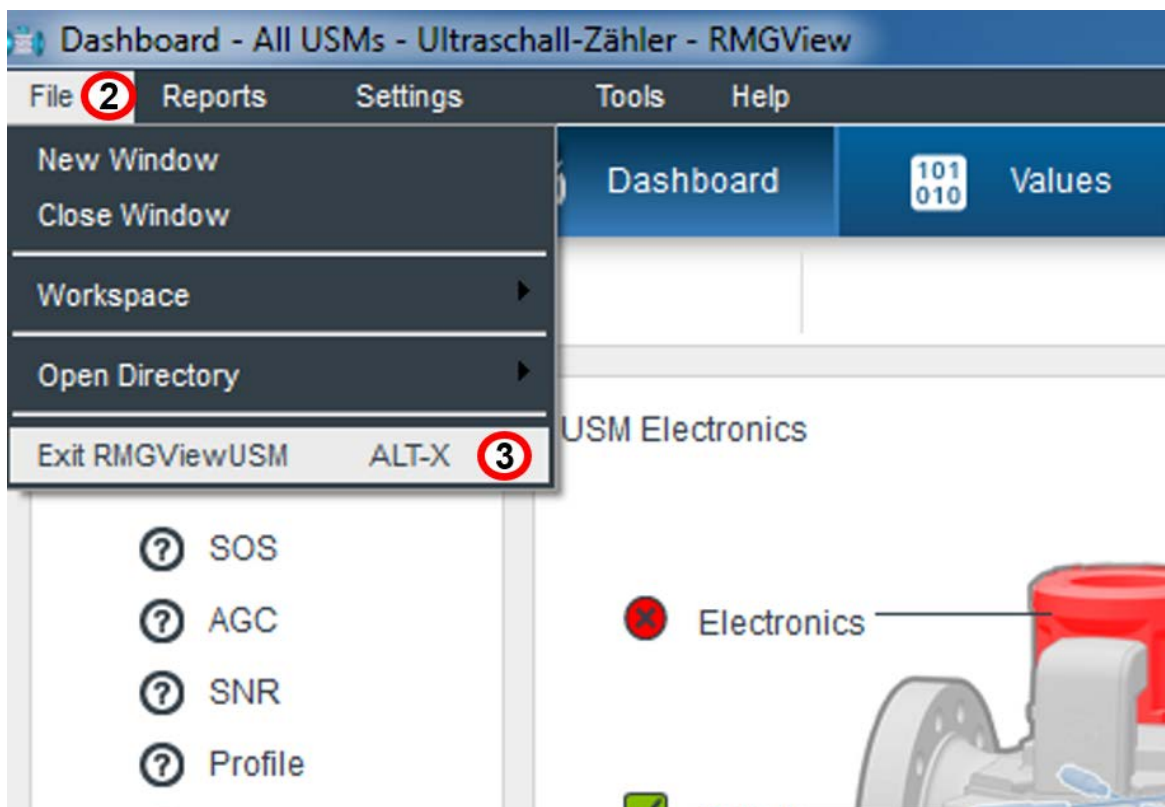 Dashboard - All USMs - Ultraschall-Zähler - RMGView
File 2 Reports Settings Tools Help
New Window
Close Window
Workspace
Open Directory
Exit RMGViewUSM ALT-X 3
Dashboard
101
010
Values
USM Electronics
SOS
AGC
SNR
Profile
Electronics